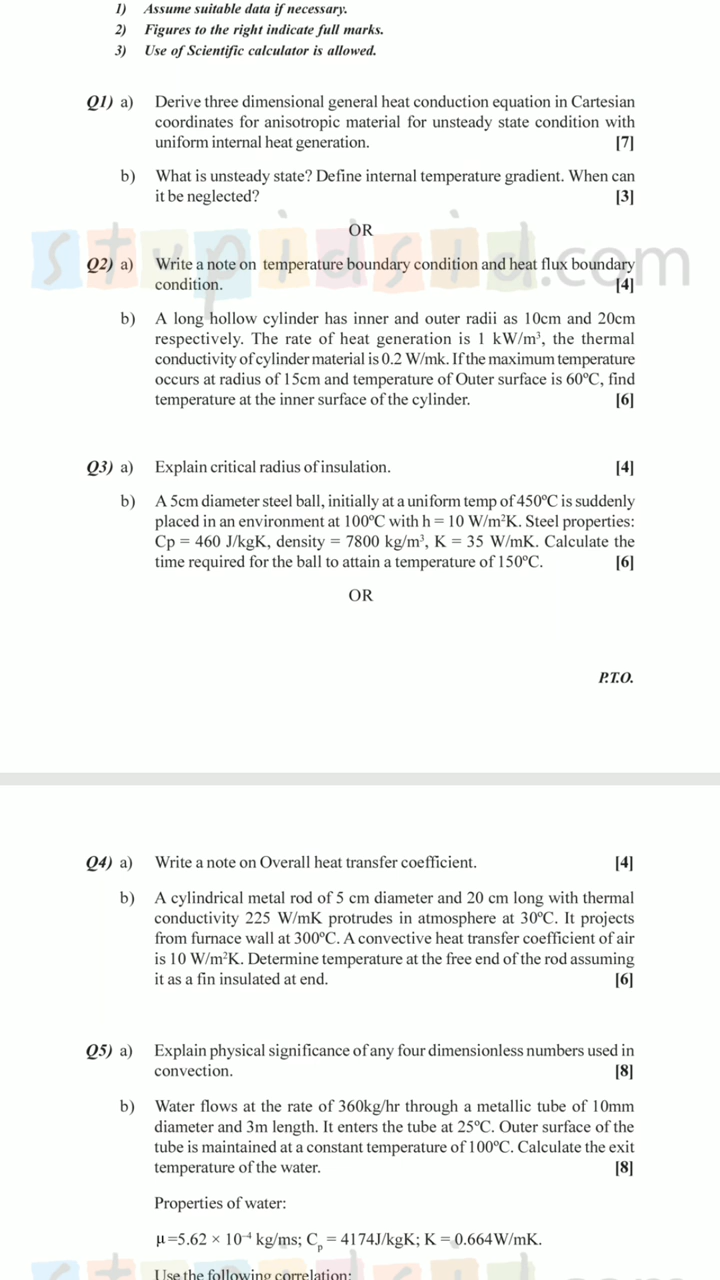 1) Assume suitable data if necessary.
2) Figures to the right indicate full marks.
3) Use of Scientific calculator is allowed.
Q1) a) Derive three dimensional general heat conduction equation in Cartesian
coordinates for anisotropic material for unsteady state condition with
uniform internal heat generation. [7]
b) What is unsteady state? Define internal temperature gradient. When can
it be neglected? [3]
OR
stupidsid.com
Q2) a) Write a note on temperature boundary condition and heat flux boundary
condition. [4]
b) A long hollow cylinder has inner and outer radii as 10cm and 20cm
respectively. The rate of heat generation is 1 kW/m³, the thermal
conductivity of cylinder material is 0.2 W/mk. If the maximum temperature
occurs at radius of 15cm and temperature of Outer surface is 60ºC, find
temperature at the inner surface of the cylinder. [6]
Q3) a) Explain critical radius of insulation. [4]
b) A 5cm diameter steel ball, initially at a uniform temp of 450ºC is suddenly
placed in an environment at 100ºC with h = 10 W/m²K. Steel properties:
Cp = 460 J/kgK, density = 7800 kg/m³, K = 35 W/mK. Calculate the
time required for the ball to attain a temperature of 150ºC. [6]
OR
P.T.O.
Q4) a) Write a note on Overall heat transfer coefficient. [4]
b) A cylindrical metal rod of 5 cm diameter and 20 cm long with thermal
conductivity 225 W/mK protrudes in atmosphere at 30ºC. It projects
from furnace wall at 300ºC. A convective heat transfer coefficient of air
is 10 W/m²K. Determine temperature at the free end of the rod assuming
it as a fin insulated at end. [6]
Q5) a) Explain physical significance of any four dimensionless numbers used in
convection. [8]
b) Water flows at the rate of 360kg/hr through a metallic tube of 10mm
diameter and 3m length. It enters the tube at 25ºC. Outer surface of the
tube is maintained at a constant temperature of 100ºC. Calculate the exit
temperature of the water. [8]
Properties of water:
μ=5.62 × 10⁻⁴ kg/ms; Cₚ = 4174J/kgK; K = 0.664W/mK.
Use the following correlation: